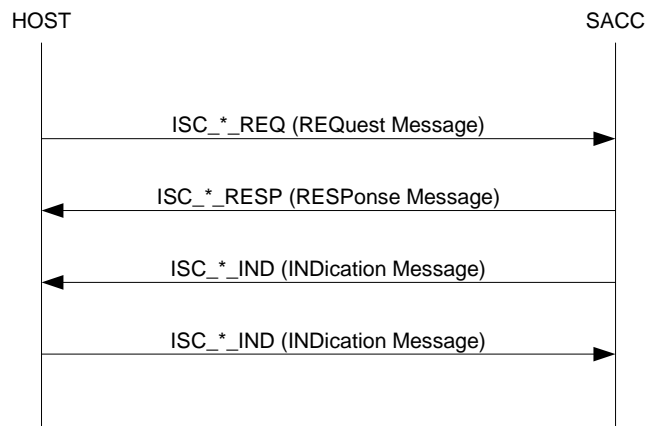 HOST
SACC
ISC_*_REQ (REQuest Message)
ISC_*_RESP (RESPonse Message)
ISC_*_IND (INDication Message)
ISC_*_IND (INDication Message)